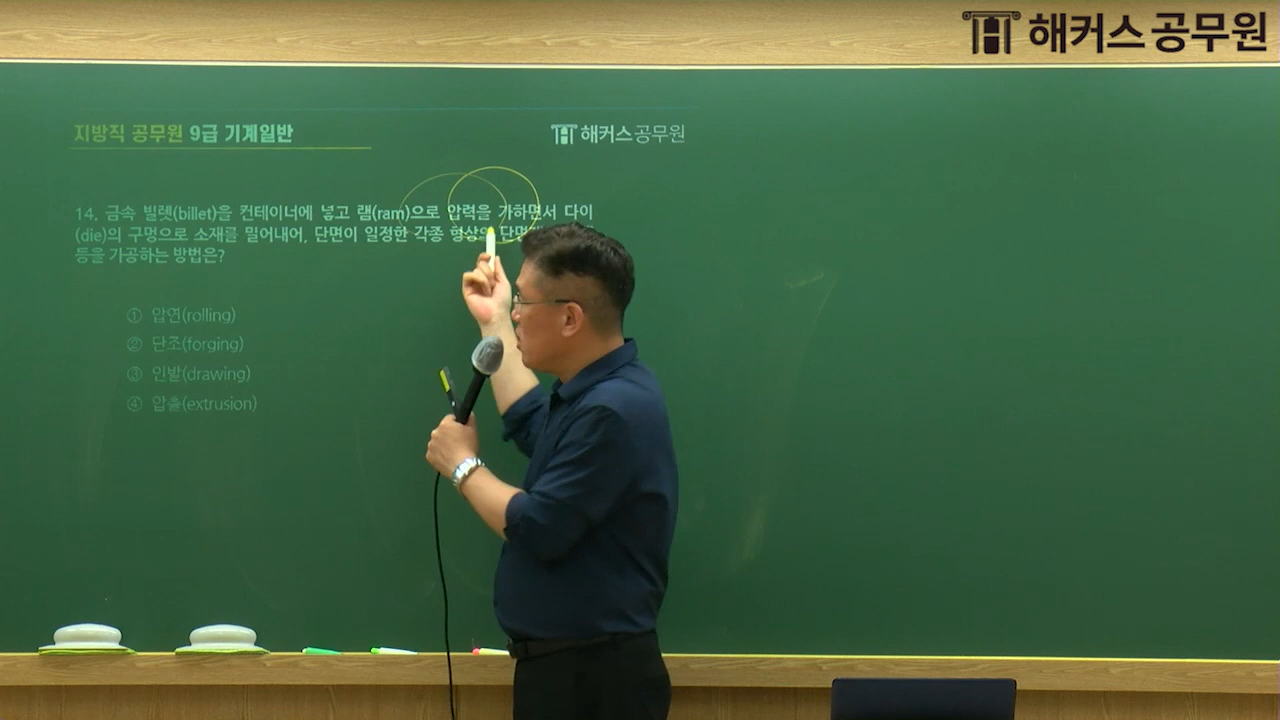 해커스공무원
지방직 공무원 9급 기계일반
해커스공무원
14. 금속 빌렛(billet)을 컨테이너에 넣고 램(ram)으로 압력을 가하면서 다이
(die)의 구멍으로 소재를 밀어내어, 단면이 일정한 각종 형상의
등을 가공하는 방법은?
① 압연(rolling)
② 단조(forging)
③ 인발(drawing)
④ 압출(extrusion)